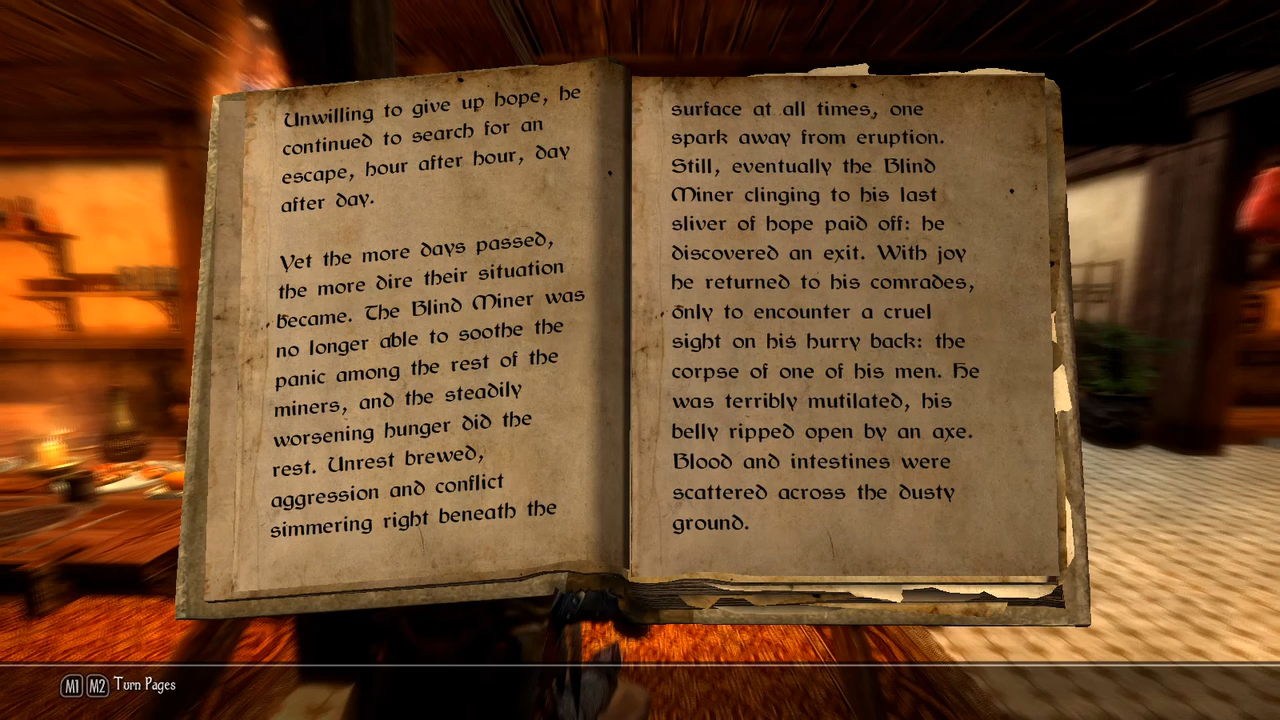 Unwilling to give up hope, he
continued to search for an
escape, hour after hour, day
after day.
Yet the more days passed,
the more dire their situation
became. The Blind Miner was
no longer able to soothe the
panic among the rest of the
miners, and the steadily
worsening hunger did the
rest. Unrest brewed,
aggression and conflict
simmering right beneath the
surface at all times, one
spark away from eruption.
Still, eventually the Blind
Miner clinging to his last
sliver of hope paid off: he
discovered an exit. With joy
he returned to his comrades,
only to encounter a cruel
sight on his hurry back: the
corpse of one of his men. He
was terribly mutilated, his
belly ripped open by an axe.
Blood and intestines were
scattered across the dusty
ground.
M1 M2 Turn Pages